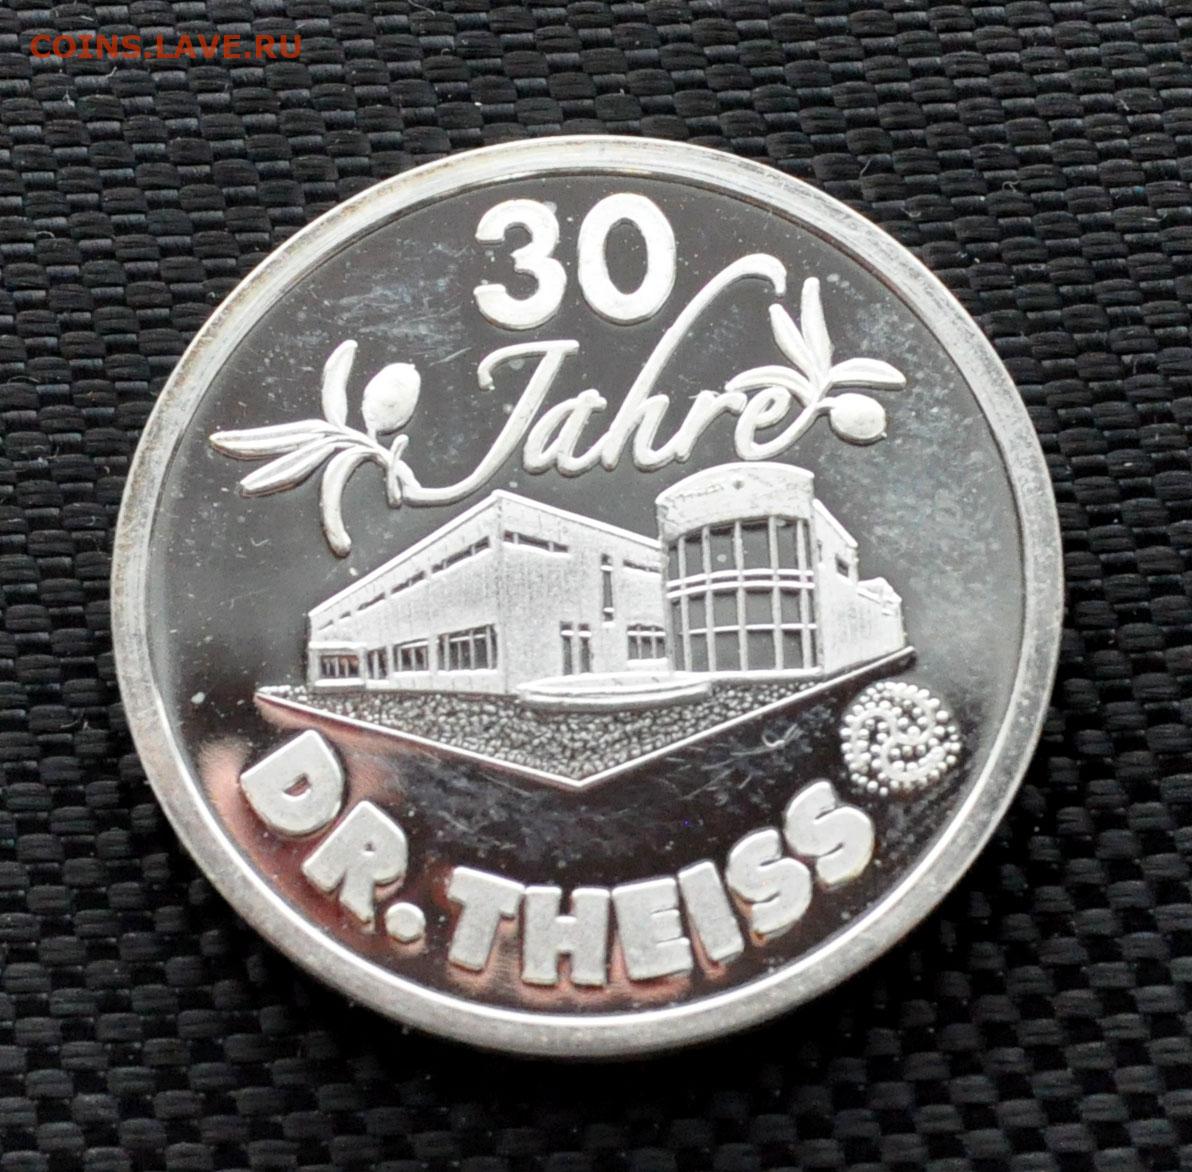 COINS.LAVE.RU
30
Jahre
DR. THEISS